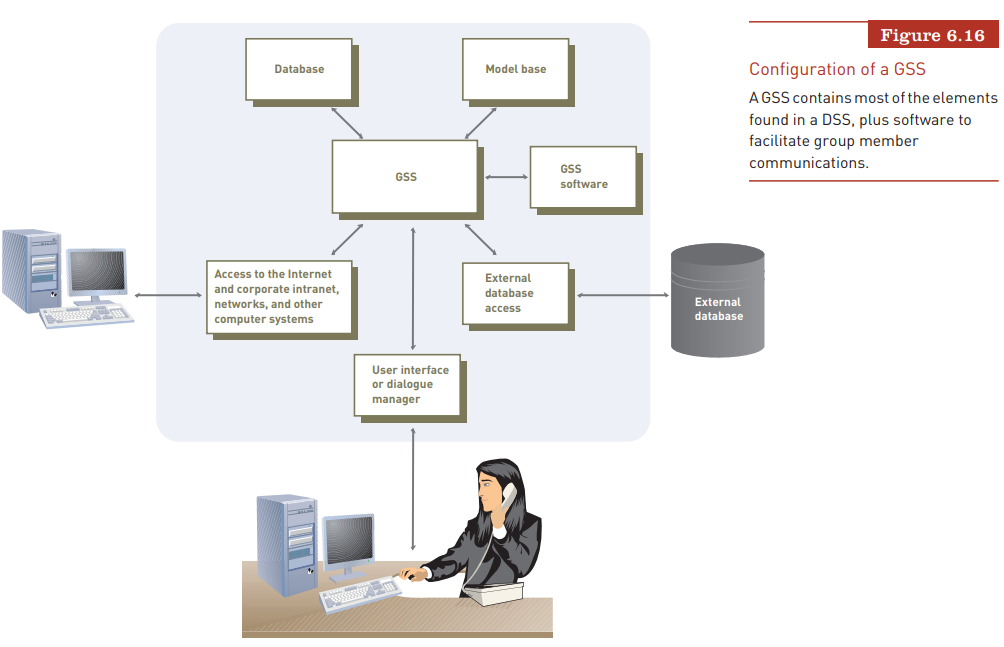 Figure 6.16
Configuration of a GSS
A GSS contains most of the elements
found in a DSS, plus software to
facilitate group member
communications.
Database
Model base
GSS
GSS
software
Access to the Internet
and corporate intranet,
networks, and other
computer systems
External
database
access
External
database
User interface
or dialogue
manager